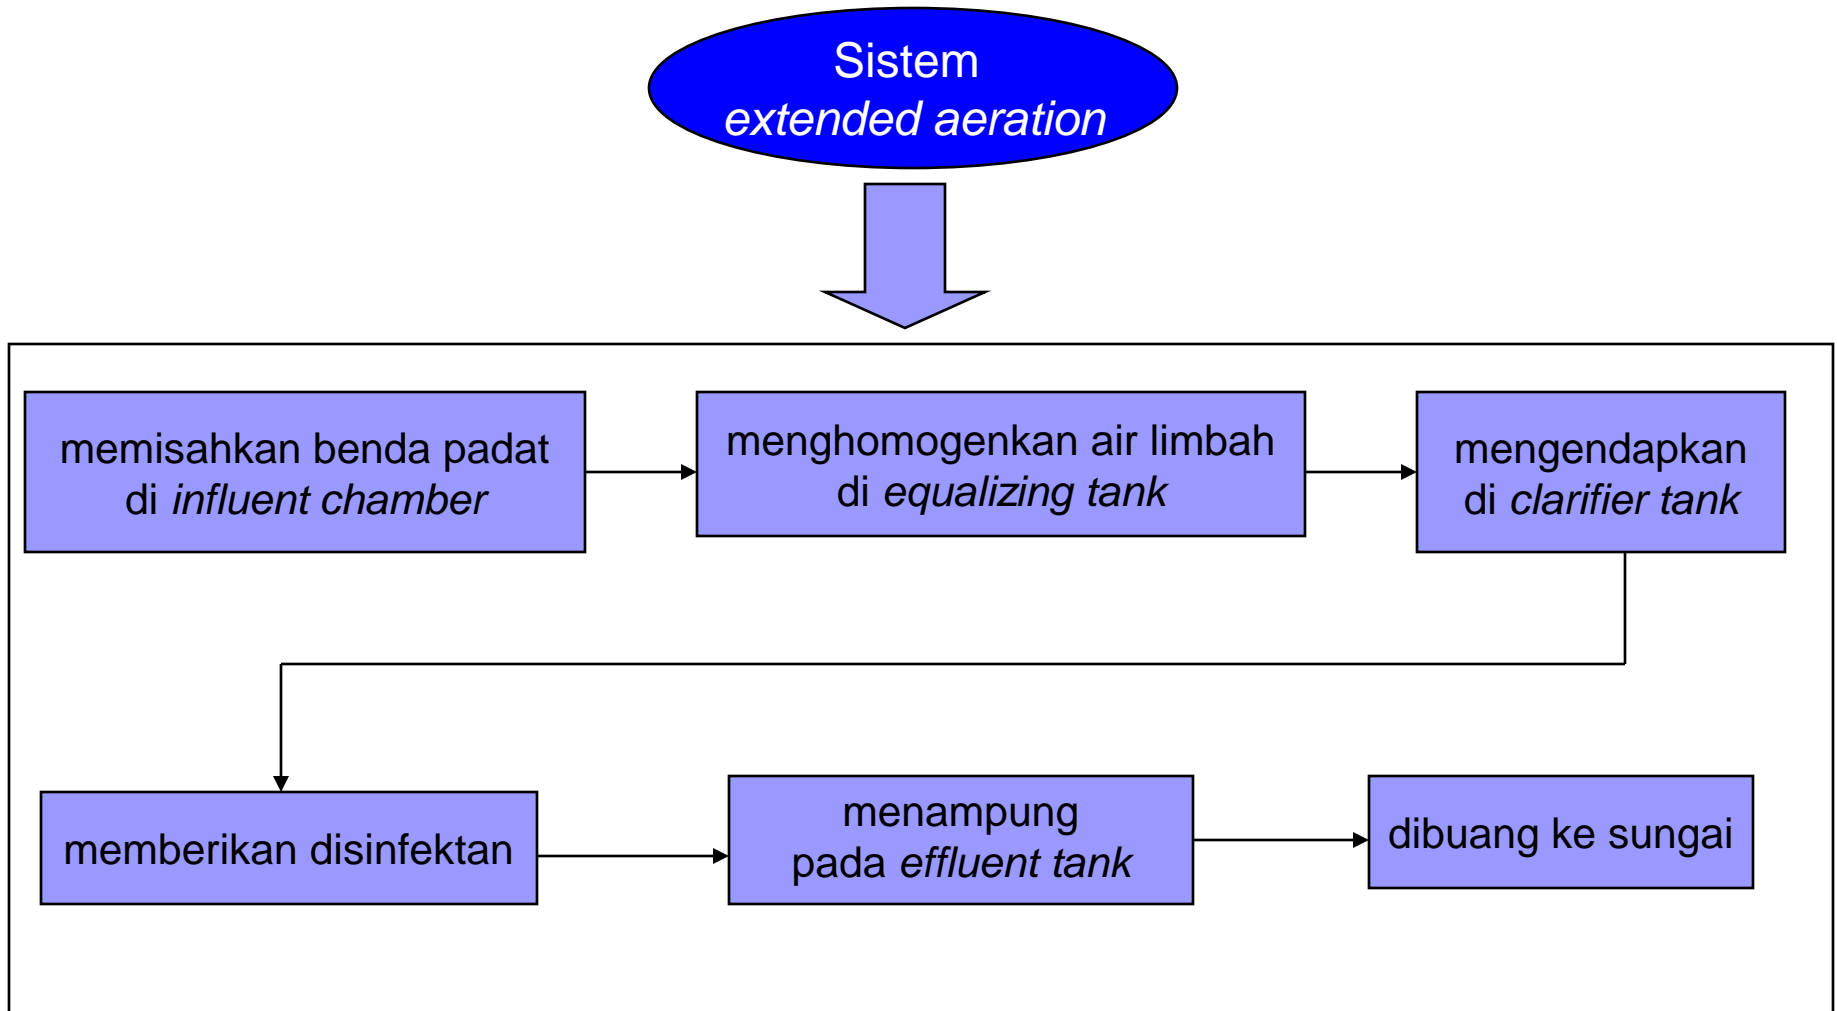 Sistem
extended aeration
memisahkan benda padat
di influent chamber
menghomogenkan air limbah
di equalizing tank
mengendapkan
di clarifier tank
memberikan disinfektan
menampung
pada effluent tank
dibuang ke sungai